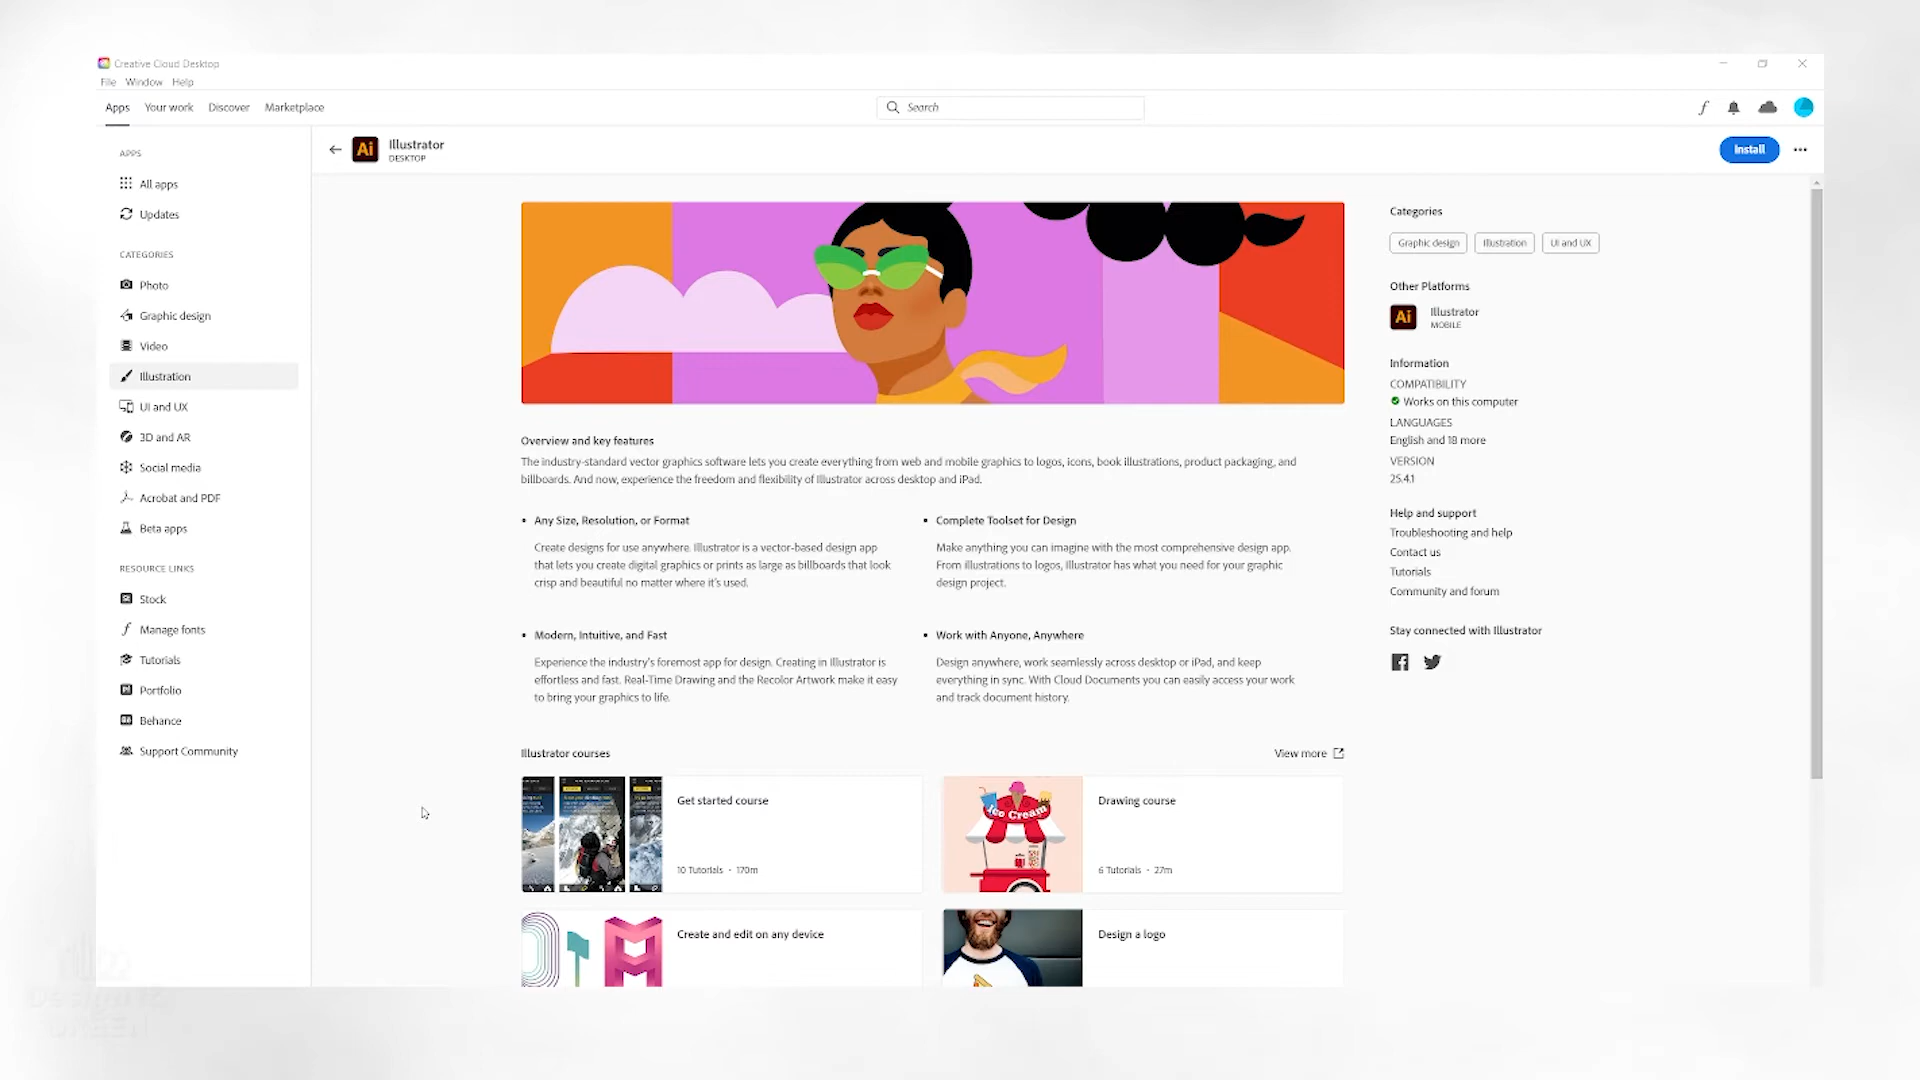 Creative Cloud Desktop
File Window Help
Apps Your work Discover Marketplace
Search
APPS
All apps
Updates
CATEGORIES
Photo
Graphic design
Video
Illustration
UI and UX
3D and AR
Social media
Acrobat and PDF
Beta apps
RESOURCE LINKS
Stock
Manage fonts
Tutorials
Portfolio
Behance
Support Community
Ai
Illustrator
DESKTOP
Install
Overview and key features
The industry-standard vector graphics software lets you create everything from web and mobile graphics to logos, icons, book illustrations, product packaging, and
billboards. And now, experience the freedom and flexibility of Illustrator across desktop and iPad.
• Any Size, Resolution, or Format
Create designs for use anywhere. Illustrator is a vector-based design app
that lets you create digital graphics or prints as large as billboards that look
crisp and beautiful no matter where it's used.
• Complete Toolset for Design
Make anything you can imagine with the most comprehensive design app.
From illustrations to logos, Illustrator has what you need for your graphic
design project.
• Modern, Intuitive, and Fast
Experience the industry's foremost app for design. Creating in Illustrator is
effortless and fast. Real-Time Drawing and the Recolor Artwork make it easy
to bring your graphics to life.
• Work with Anyone, Anywhere
Design anywhere, work seamlessly across desktop or iPad, and keep
everything in sync. With Cloud Documents you can easily access your work
and track document history.
Illustrator courses
View more
Get started course
10 Tutorials • 170m
Ice Cream
Drawing course
6 Tutorials • 27m
Create and edit on any device
Design a logo
Categories
Graphic design Illustration UI and UX
Other Platforms
Ai
Illustrator
MOBILE
Information
COMPATIBILITY
Works on this computer
LANGUAGES
English and 18 more
VERSION
25.4.1
Help and support
Troubleshooting and help
Contact us
Tutorials
Community and forum
Stay connected with Illustrator